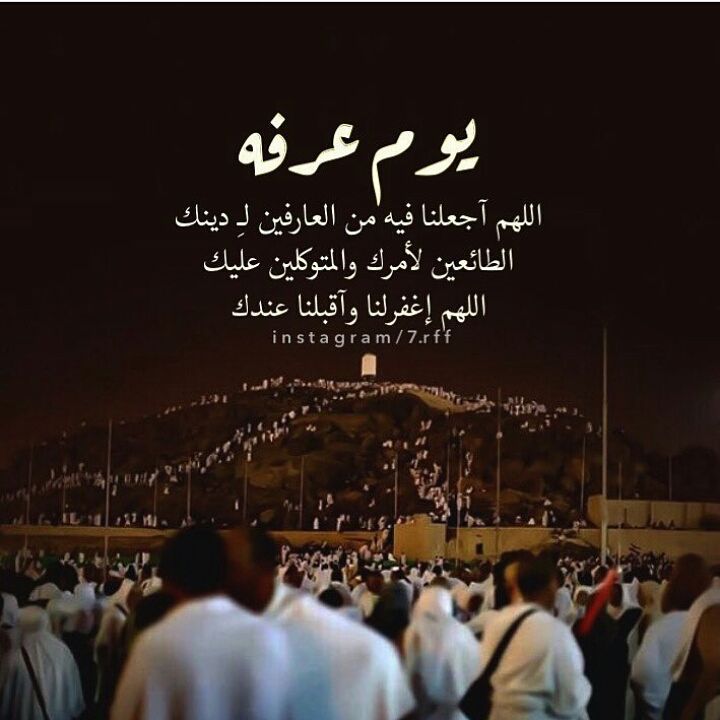 يوم عرفه
اللهم آجعلنا فيه من العارفين لـِ دينك
الطائعين لأمرك والمتوكلين عليك
اللهم إغفرلنا وآقبلنا عندك
instagram/7.rff